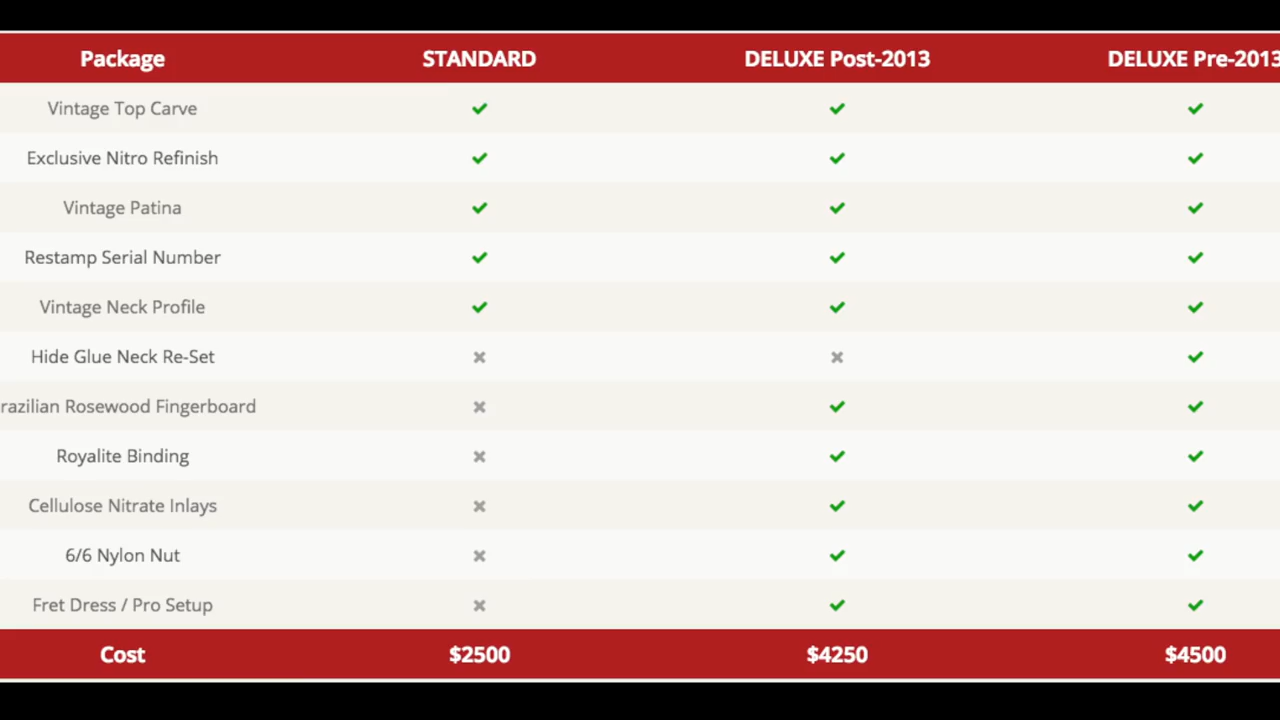 Package STANDARD DELUXE Post-2013 DELUXE Pre-2013
Vintage Top Carve
Exclusive Nitro Refinish
Vintage Patina
Restamp Serial Number
Vintage Neck Profile
Hide Glue Neck Re-Set
razilian Rosewood Fingerboard
Royalite Binding
Cellulose Nitrate Inlays
6/6 Nylon Nut
Fret Dress / Pro Setup
Cost $2500 $4250 $4500